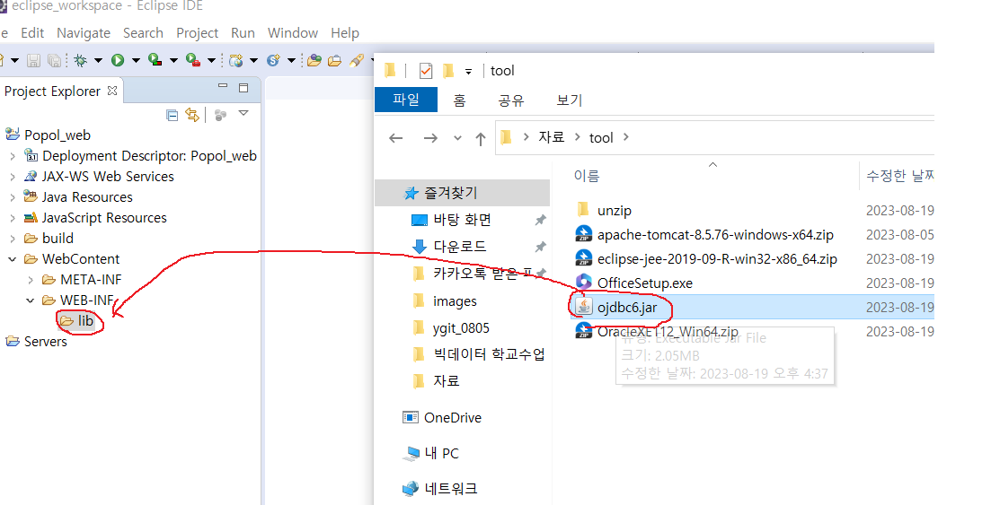 eclipse_workspace - Eclipse IDE
Edit Navigate Search Project Run Window Help
Project Explorer
Popol_web
Deployment Descriptor: Popol_web
JAX-WS Web Services
Java Resources
JavaScript Resources
build
WebContent
META-INF
WEB-INF
lib
Servers
tool
파일 홈 공유 보기
자료 tool
즐겨찾기
바탕 화면
다운로드
카카오톡 받은
images
ygit_0805
빅데이터 학교수업
자료
OneDrive
내 PC
네트워크
이름 수정한 날짜
unzip 2023-08-19
apache-tomcat-8.5.76-windows-x64.zip 2023-08-05
eclipse-jee-2019-09-R-win32-x86_64.zip 2023-08-19
OfficeSetup.exe 2023-08-19
ojdbc6.jar 2023-08-19
OracleXE112_Win64.zip 2023-08-19
유형: Executable Jar File
크기: 2.05MB
수정한 날짜: 2023-08-19 오후 4:37